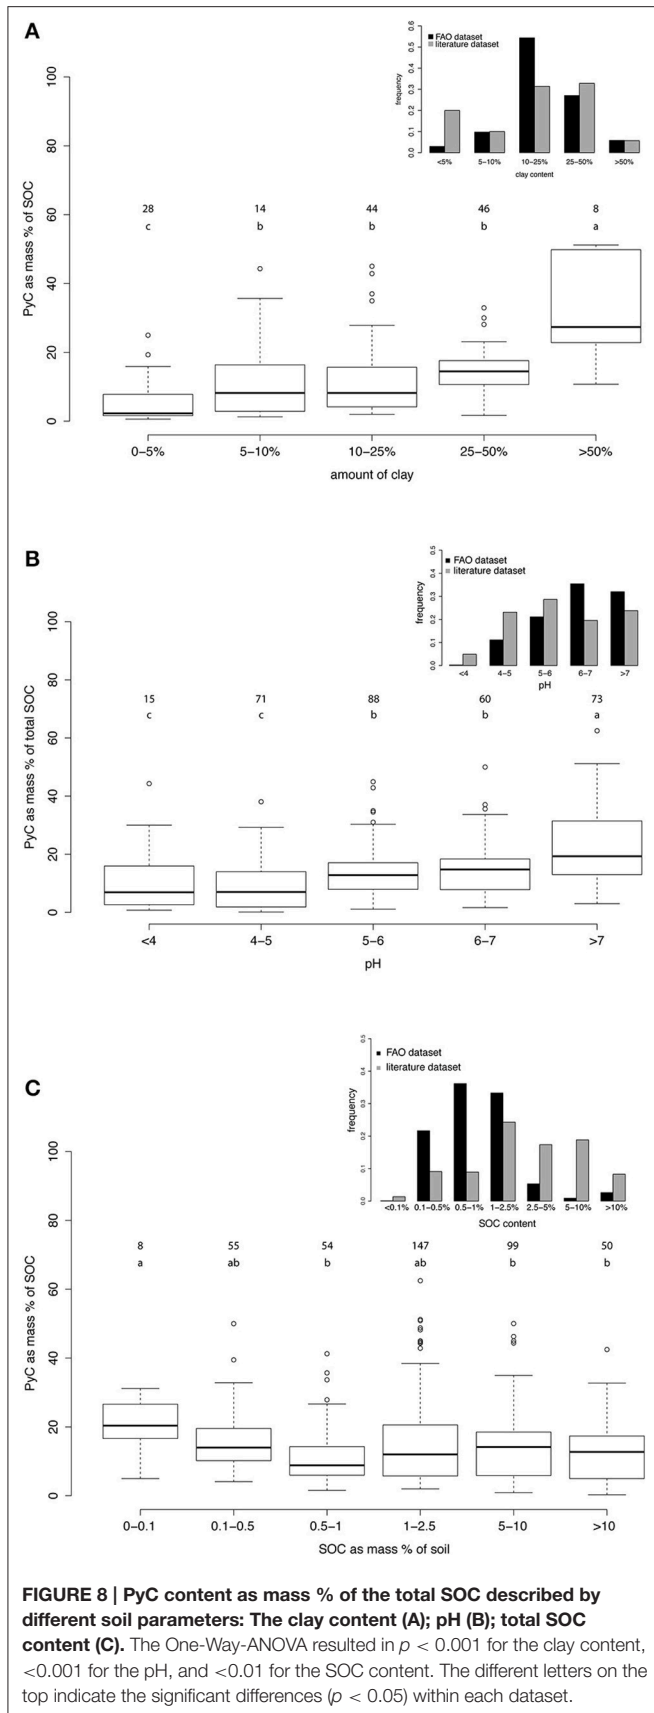 A
FAO dataset
literature dataset
frequency
0.0 0.1 0.2 0.3 0.4 0.5 0.6
<5% 5–10% 10–25% 25–50% >50%
clay content
PyC as mass % of SOC
0 20 40 60 80 100
28 14 44 46 8
c b b b a
0–5% 5–10% 10–25% 25–50% >50%
amount of clay
B
FAO dataset
literature dataset
frequency
0.0 0.1 0.2 0.3 0.4 0.5
<4 4–5 5–6 6–7 >7
pH
PyC as mass % of total SOC
0 20 40 60 80 100
15 71 88 60 73
c c b b a
<4 4–5 5–6 6–7 >7
pH
C
FAO dataset
literature dataset
frequency
0.0 0.1 0.2 0.3 0.4 0.5
<0.1% 0.1–0.5% 0.5–1% 1–2.5% 2.5–5% 5–10% >10%
SOC content
PyC as mass % of SOC
0 20 40 60 80 100
8 55 54 147 99 50
a ab b ab b b
0–0.1 0.1–0.5 0.5–1 1–2.5 5–10 >10
SOC as mass % of soil
FIGURE 8 | PyC content as mass % of the total SOC described by
different soil parameters: The clay content (A); pH (B); total SOC
content (C). The One-Way-ANOVA resulted in p < 0.001 for the clay content,
<0.001 for the pH, and <0.01 for the SOC content. The different letters on the
top indicate the significant differences (p < 0.05) within each dataset.